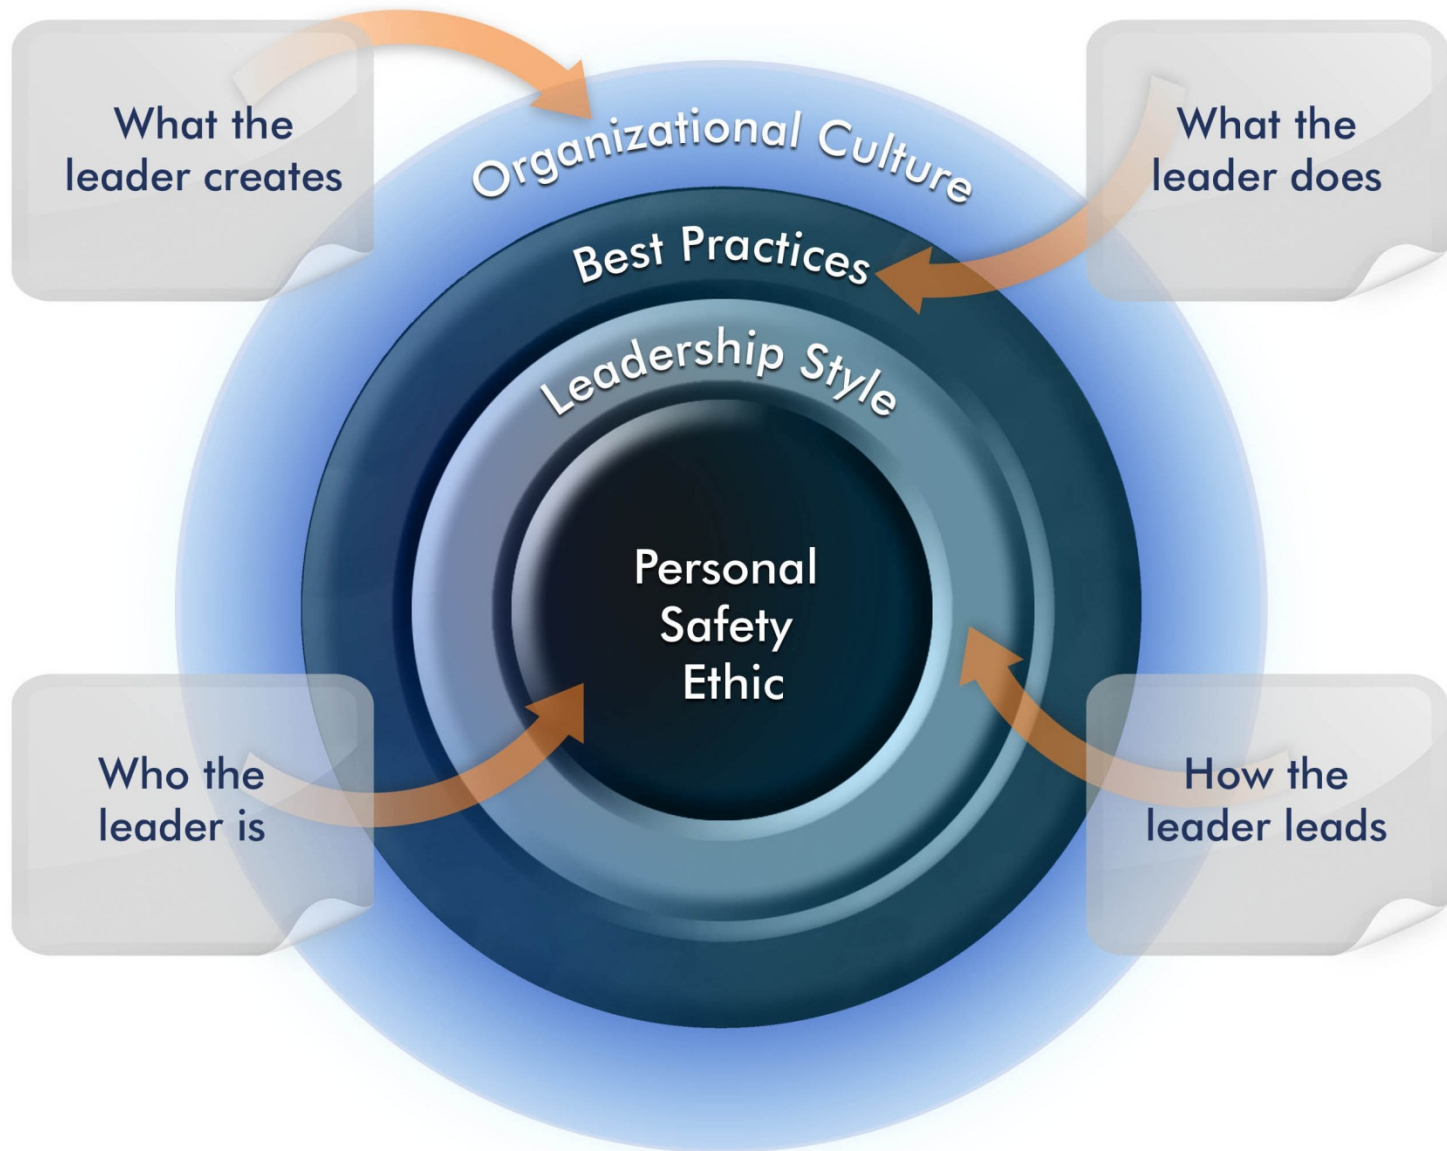 What the
leader creates
What the
leader does
Organizational Culture
Best Practices
Leadership Style
Personal
Safety
Ethic
Who the
leader is
How the
leader leads